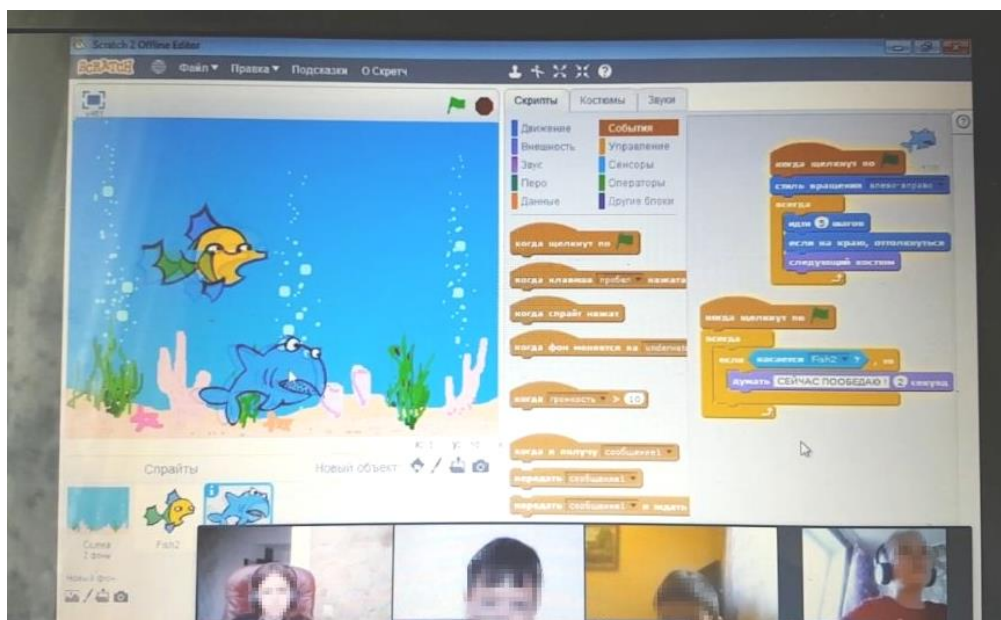 Scratch 2 Offline Editor
SCRATCH Файл Правка Подсказки О Скретч
Скрипты Костюмы Звуки
Движение События
Внешность Управление
Звук Сенсоры
Перо Операторы
Данные Другие блоки
когда щелкнут по
когда клавиша пробел нажата
когда спрайт нажат
когда фон меняется на
когда громкость > 10
когда я получу сообщение1
передать сообщение1
передать сообщение1 и ждать
когда щелкнут по
стиль вращения влево-вправо
всегда
идти 5 шагов
если на краю, оттолкнуться
следующий костюм
когда щелкнут по
всегда
если касается Fish2 ? , то
думать СЕЙЧАС ПООБЕДАЮ ! 2 секунд
Спрайты Новый объект
Сцена
2 фоны
Fish2
Новый фон